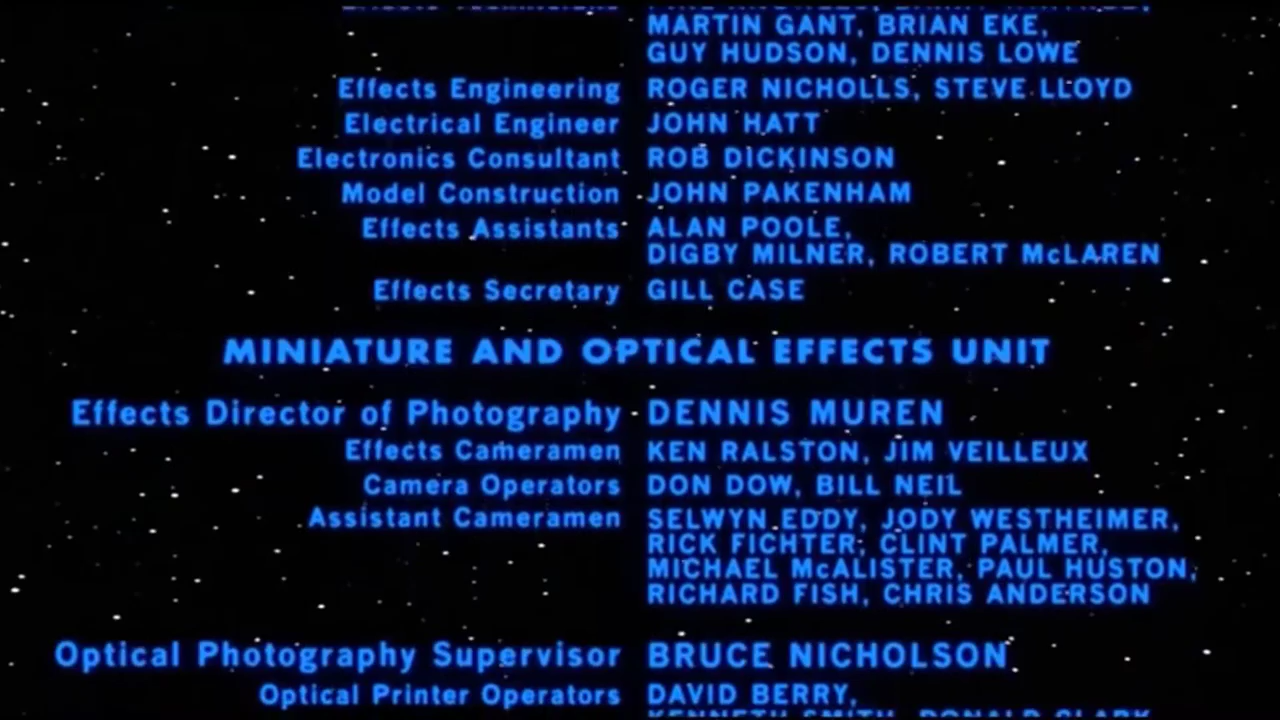 MARTIN GANT, BRIAN EKE,
GUY HUDSON, DENNIS LOWE
Effects Engineering ROGER NICHOLLS, STEVE LLOYD
Electrical Engineer JOHN HATT
Electronics Consultant ROB DICKINSON
Model Construction JOHN PAKENHAM
Effects Assistants ALAN POOLE,
DIGBY MILNER, ROBERT McLAREN
Effects Secretary GILL CASE
MINIATURE AND OPTICAL EFFECTS UNIT
Effects Director of Photography DENNIS MUREN
Effects Cameramen KEN RALSTON, JIM VEILLEUX
Camera Operators DON DOW, BILL NEIL
Assistant Cameramen SELWYN EDDY, JODY WESTHEIMER,
RICK FICHTER, CLINT PALMER,
MICHAEL McALISTER, PAUL HUSTON,
RICHARD FISH, CHRIS ANDERSON
Optical Photography Supervisor BRUCE NICHOLSON
Optical Printer Operators DAVID BERRY,